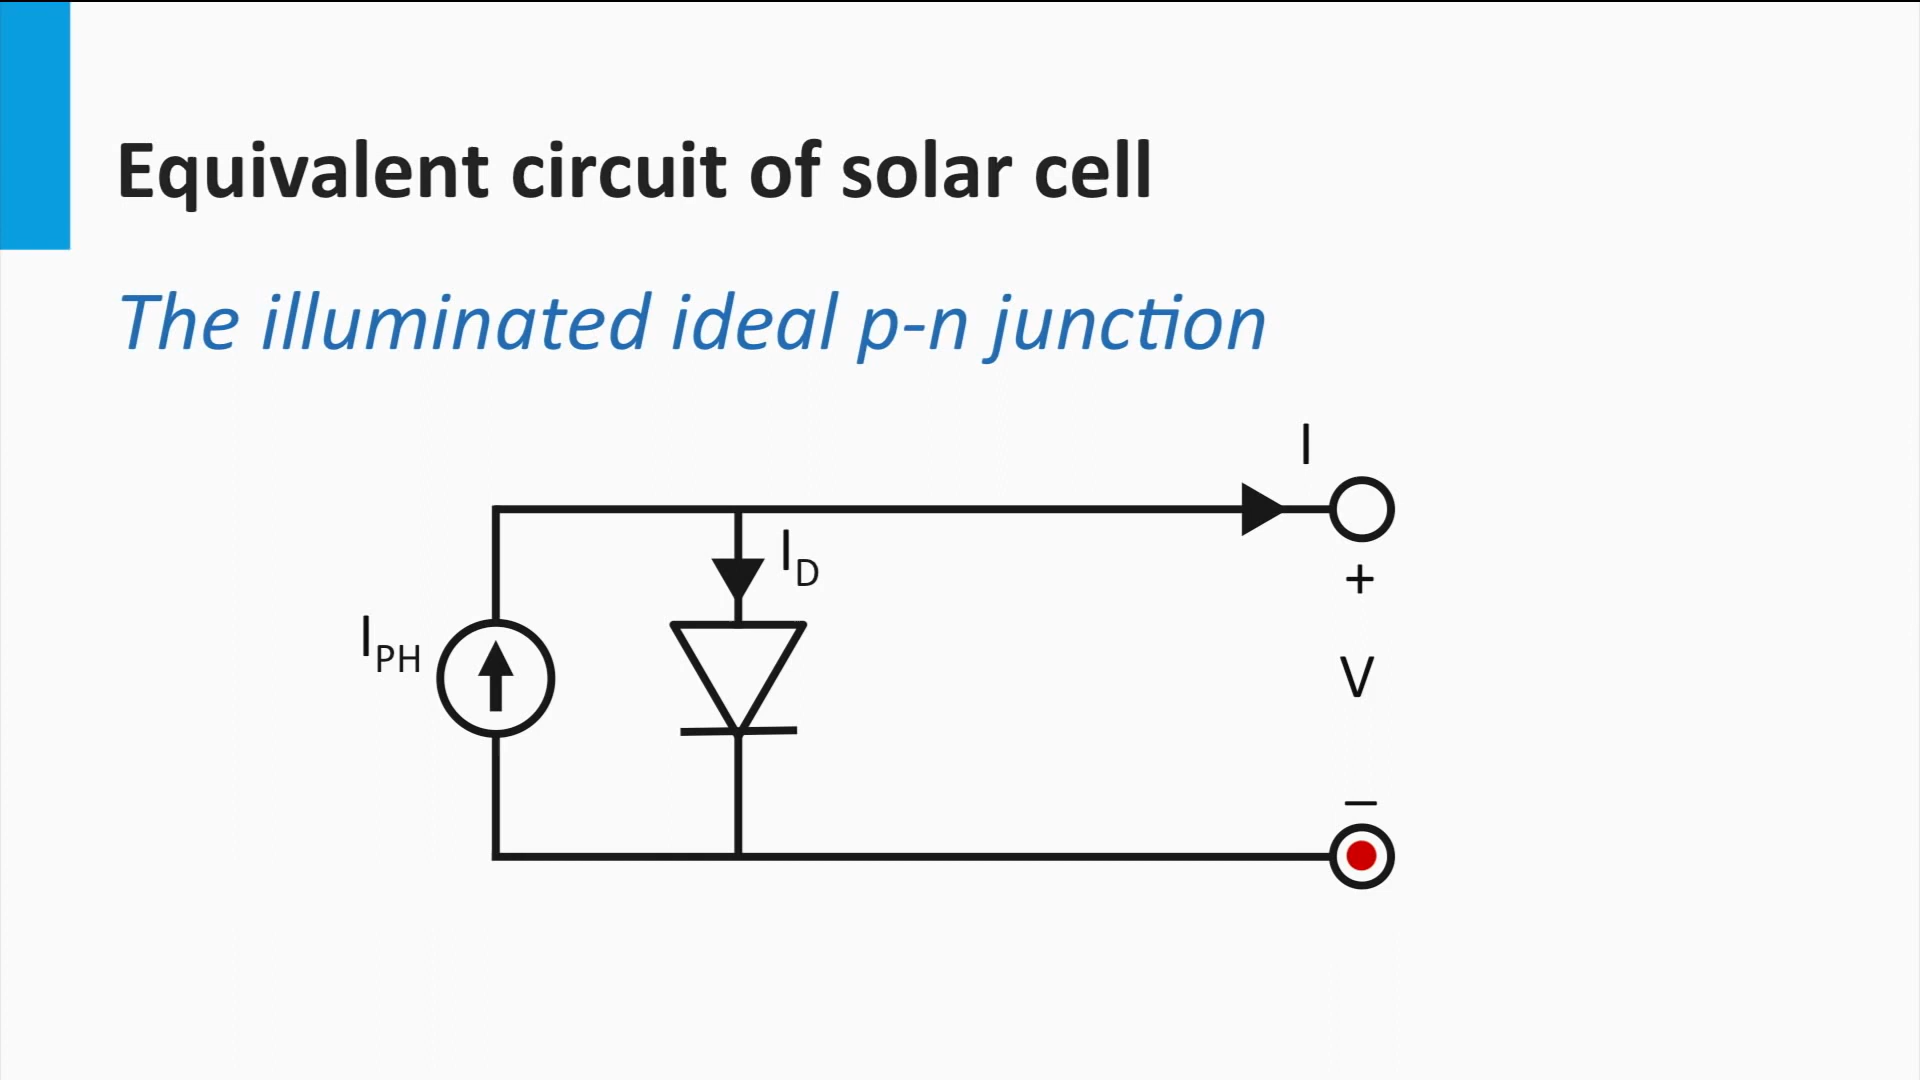 Equivalent circuit of solar cell
The illuminated ideal p-n junction
I
I_D
+
I_PH
V
–